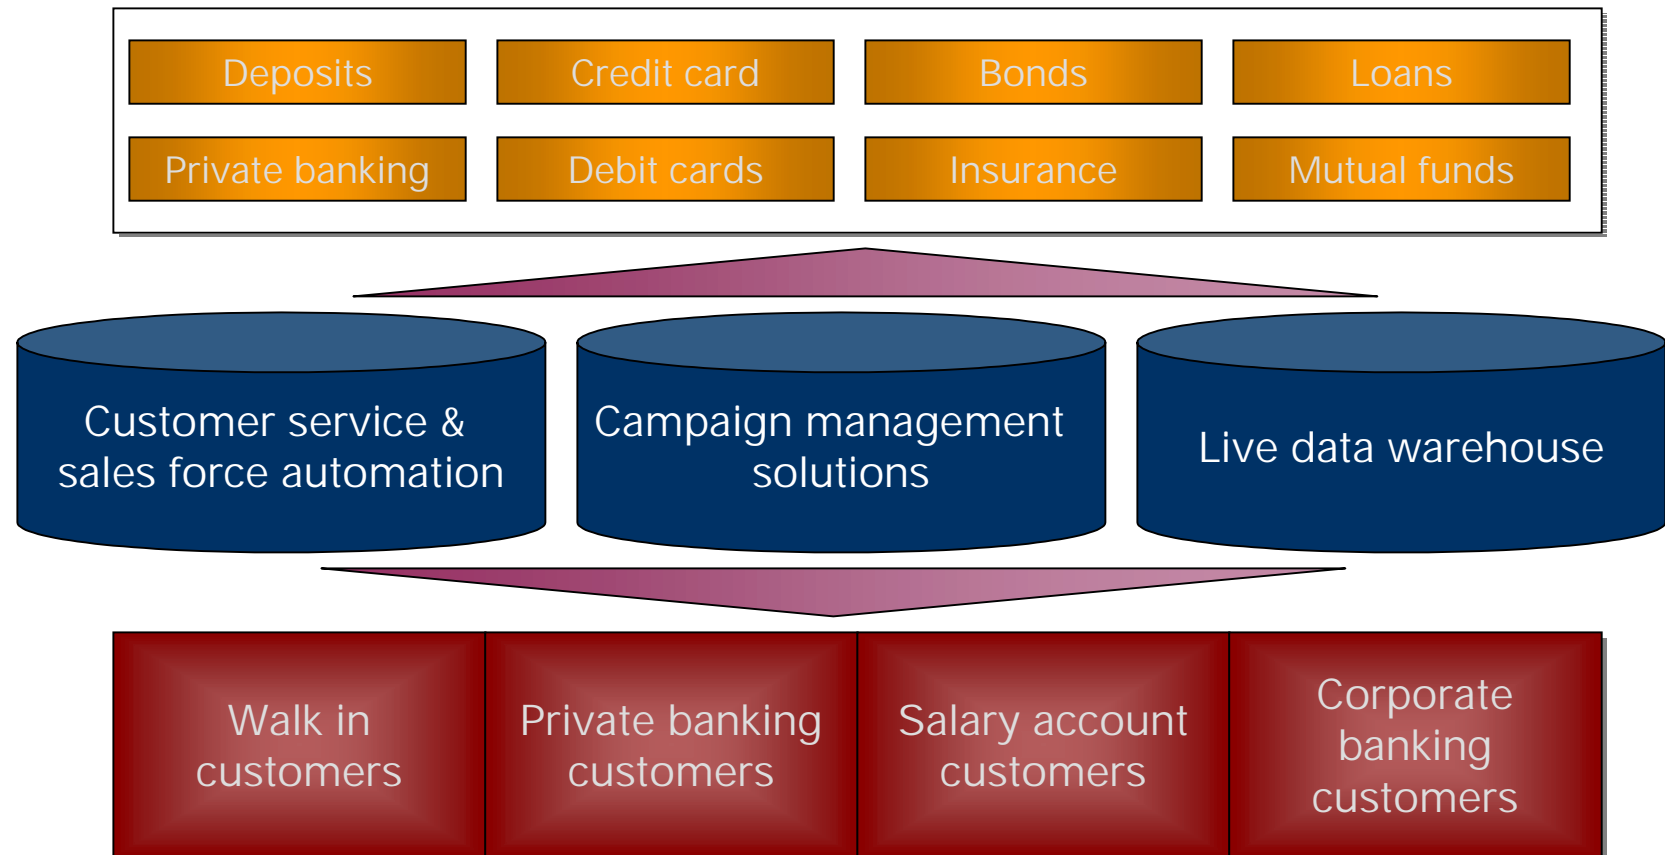 Deposits
Credit card
Bonds
Loans
Private banking
Debit cards
Insurance
Mutual funds
Customer service &
sales force automation
Campaign management
solutions
Live data warehouse
Walk in
customers
Private banking
customers
Salary account
customers
Corporate
banking
customers